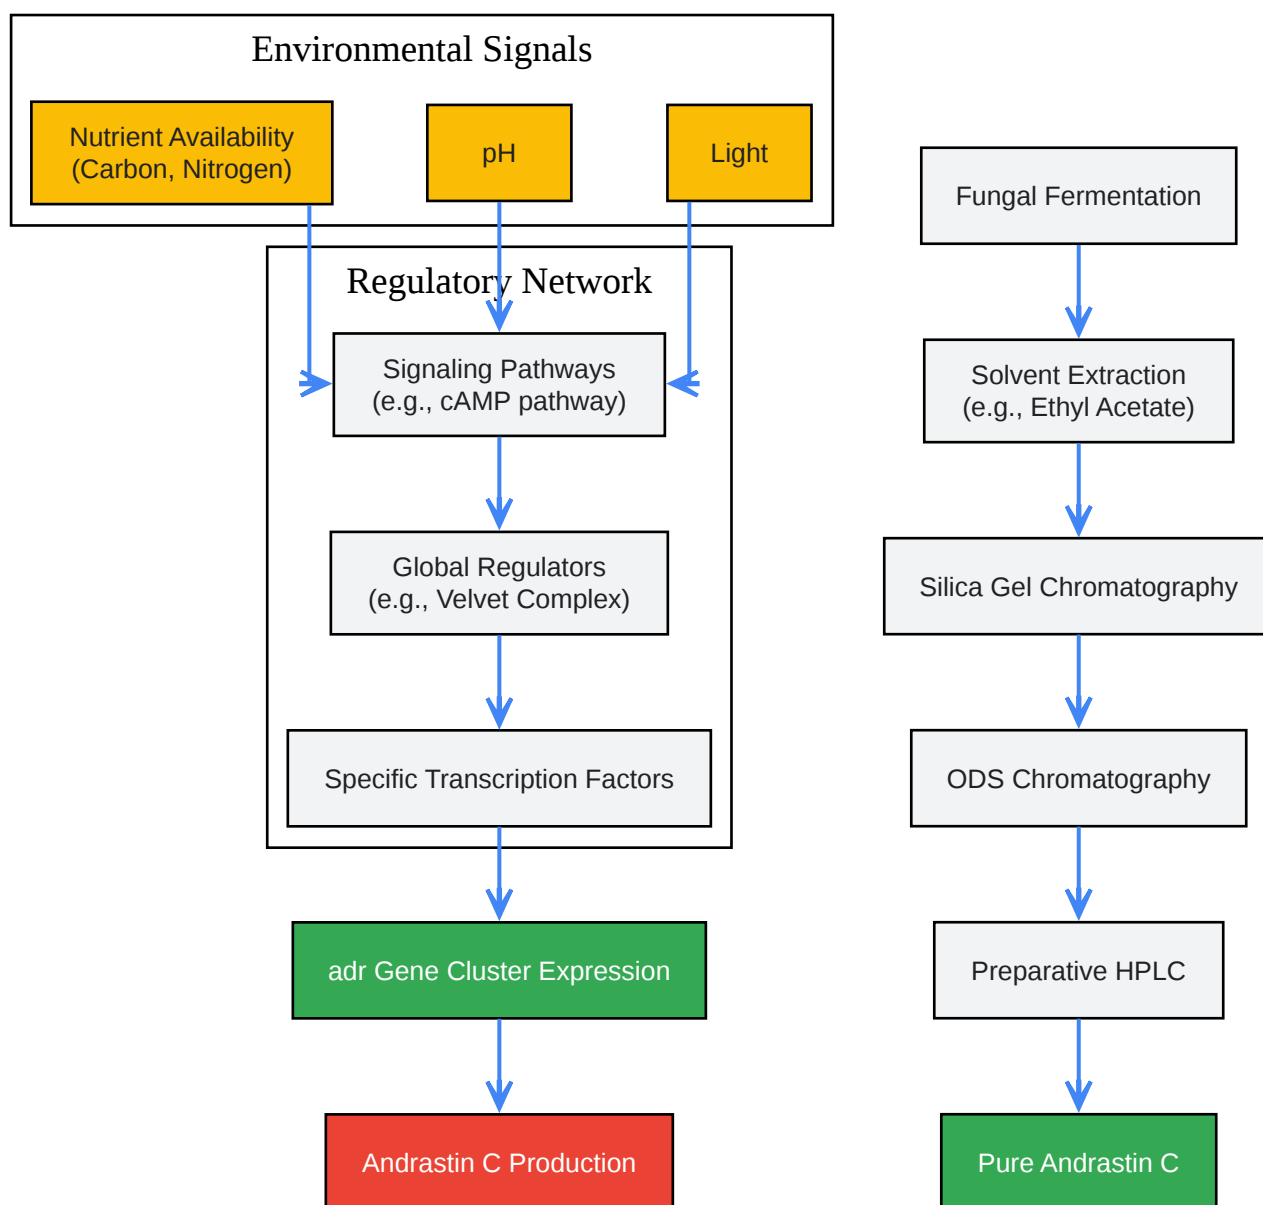 Environmental Signals
Nutrient Availability
(Carbon, Nitrogen)
pH
Light
Regulatory Network
Signaling Pathways
(e.g., cAMP pathway)
Global Regulators
(e.g., Velvet Complex)
Specific Transcription Factors
adr Gene Cluster Expression
Andrastin C Production
Fungal Fermentation
Solvent Extraction
(e.g., Ethyl Acetate)
Silica Gel Chromatography
ODS Chromatography
Preparative HPLC
Pure Andrastin C